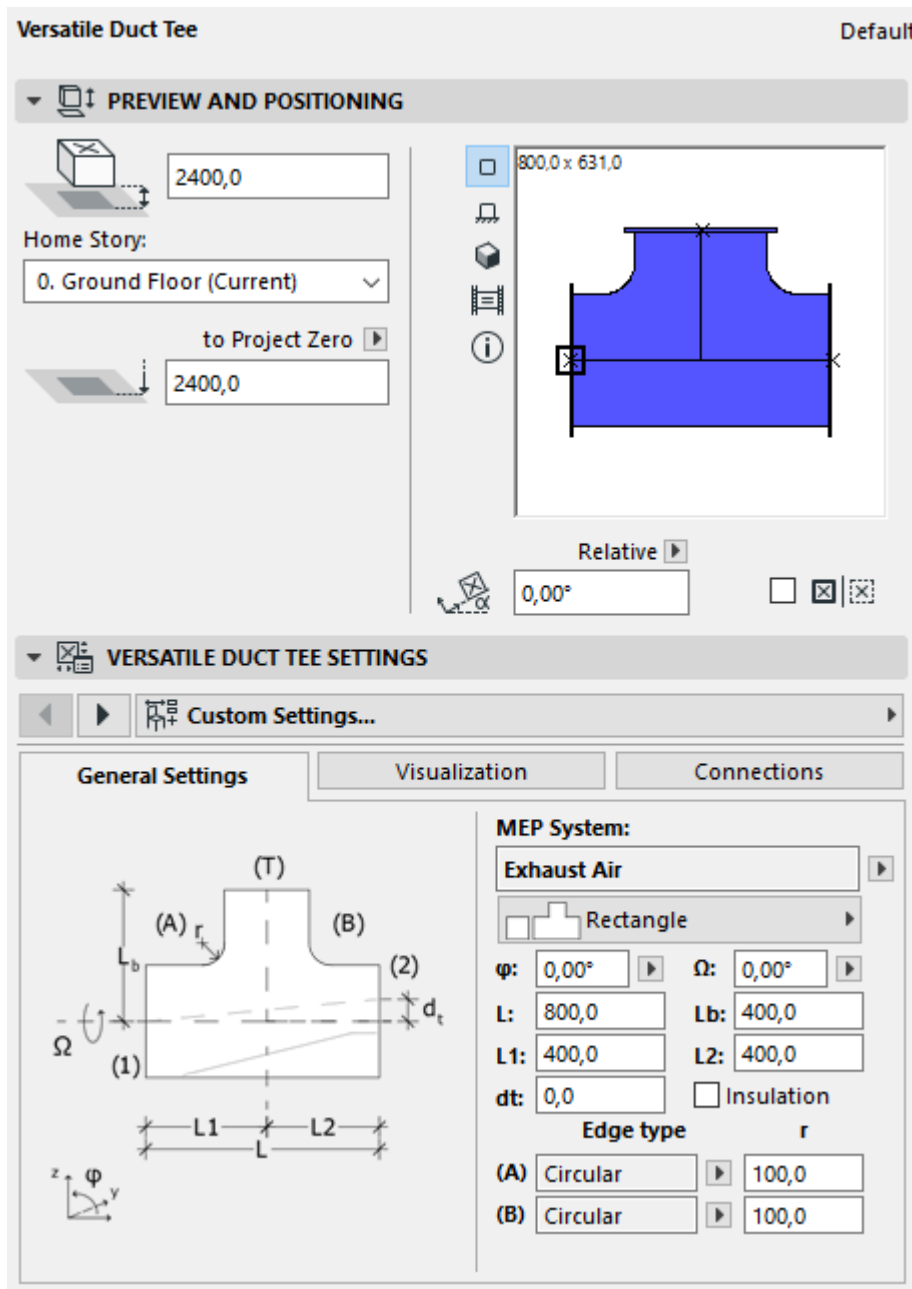 Versatile Duct Tee Default
PREVIEW AND POSITIONING
2400,0
Home Story:
0. Ground Floor (Current)
to Project Zero
2400,0
800,0 x 631,0
Relative
α 0,00°
VERSATILE DUCT TEE SETTINGS
Custom Settings...
General Settings Visualization Connections
(T)
(A) r (B)
Lb
(2)
dt
Ω
(1)
L1 L2
L
z φ y
MEP System:
Exhaust Air
Rectangle
φ: 0,00° Ω: 0,00°
L: 800,0 Lb: 400,0
L1: 400,0 L2: 400,0
dt: 0,0 Insulation
Edge type r
(A) Circular 100,0
(B) Circular 100,0